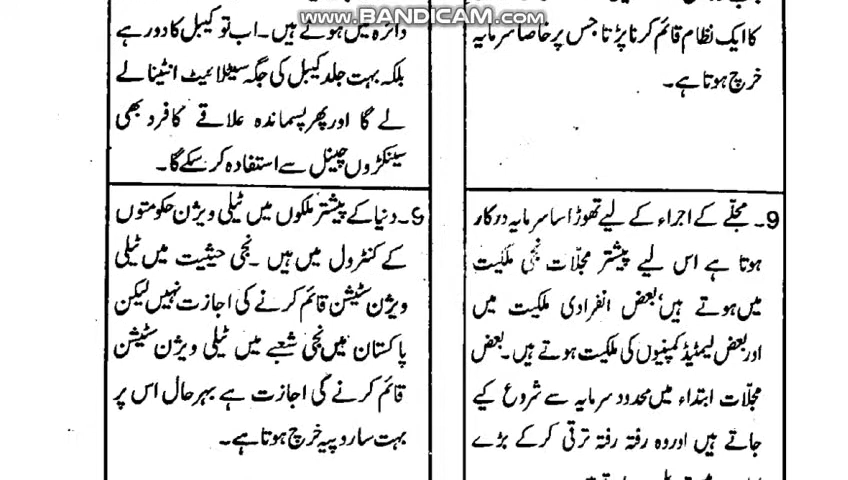 www.BANDICAM.com
کا ایک نظام قائم کرنا پڑتا جس پر خاصا سرمایہ
خرچ ہوتا ہے۔
9۔ مجلّے کے اجراء کے لیے تھوڑا سا سرمایہ درکار
ہوتا ہے اس لیے پیشتر مجلّات نجی ملکیت
میں ہوتے ہیں، بعض انفرادی ملکیت میں
اور بعض لیمٹیڈ کمپنیوں کی ملکیت ہوتے ہیں۔ بعض
مجلّات ابتداء میں محدود سرمایہ سے شروع کیے
جاتے ہیں اور وہ رفتہ رفتہ ترقی کر کے بڑے
دائرہ میں ہوتے ہیں۔ اب تو کیبل کا دور ہے
بلکہ بہت جلد کیبل کی جگہ سیٹلائیٹ انٹینا لے
لے گا اور پھر پسماندہ علاقے کا فرد بھی
سینکڑوں چینل سے استفادہ کر سکے گا۔
9۔ دنیا کے پیشتر ملکوں میں ٹیلی ویژن حکومتوں
کے کنٹرول میں ہیں۔ نجی حیثیت میں ٹیلی
ویژن سٹیشن قائم کرنے کی اجازت نہیں لیکن
پاکستان میں نجی شعبے میں ٹیلی ویژن سٹیشن
قائم کرنے کی اجازت ہے بہر حال اس پر
بہت سا روپیہ خرچ ہوتا ہے۔